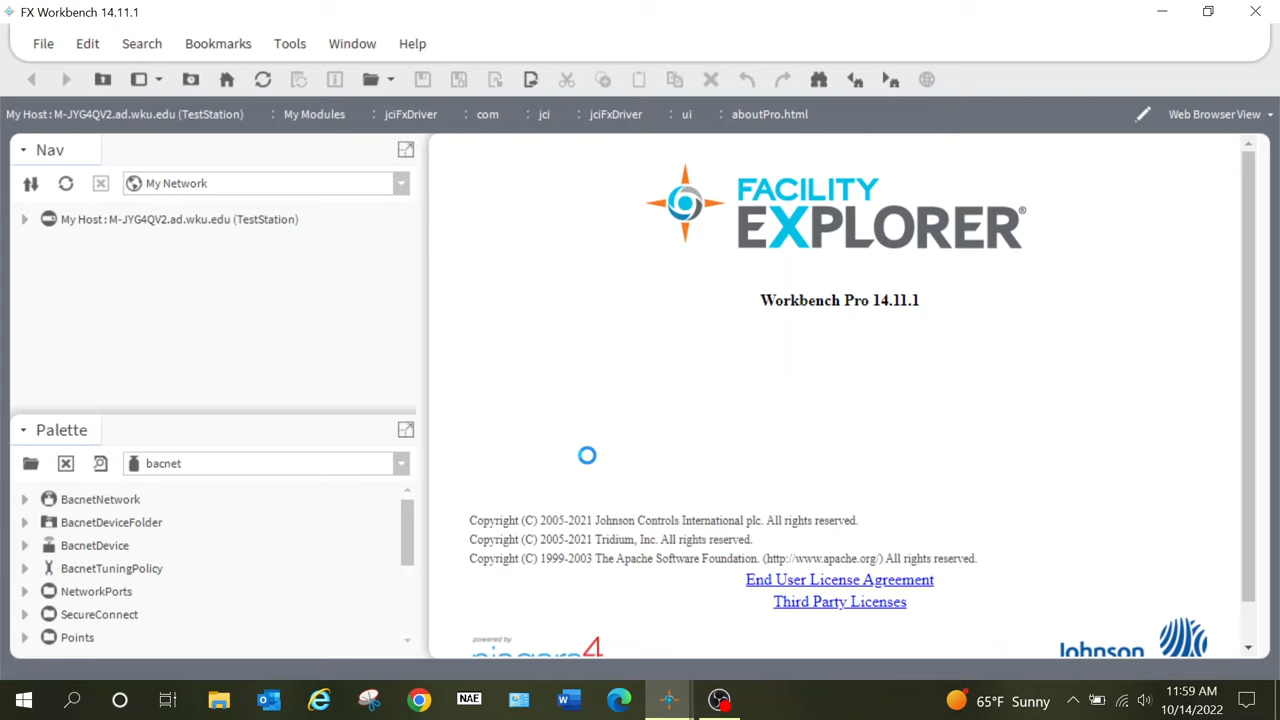 FX Workbench 14.11.1
File Edit Search Bookmarks Tools Window Help
My Host : M-JYG4QV2.ad.wku.edu (TestStation) : My Modules : jciFxDriver : com : jci : jciFxDriver : ui : aboutPro.html Web Browser View
Nav
My Network
My Host : M-JYG4QV2.ad.wku.edu (TestStation)
Palette
bacnet
BacnetNetwork
BacnetDeviceFolder
BacnetDevice
BacnetTuningPolicy
NetworkPorts
SecureConnect
Points
FACILITY
EXPLORER®
Workbench Pro 14.11.1
Copyright (C) 2005-2021 Johnson Controls International plc. All rights reserved.
Copyright (C) 2005-2021 Tridium, Inc. All rights reserved.
Copyright (C) 1999-2003 The Apache Software Foundation. (http://www.apache.org/) All rights reserved.
End User License Agreement
Third Party Licenses
powered by
niagara4
Johnson
NAE
65°F Sunny
11:59 AM
10/14/2022